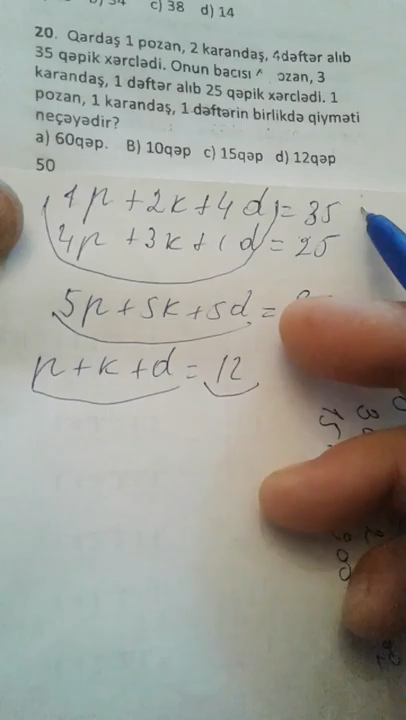 c) 38 d) 14
20. Qardaş 1 pozan, 2 karandaş, 4dəftər alıb
35 qəpik xərclədi. Onun bacısı 3
karandaş, 1 dəftər alıb 25 qəpik xərclədi. 1
pozan, 1 karandaş, 1 dəftərin birlikdə qiyməti
neçəyədir?
a) 60qəp. B) 10qəp c) 15qəp d) 12qəp
50
1p + 2k + 4d = 35
4p + 3k + 1d = 25
5p + 5k + 5d =
p + k + d = 12